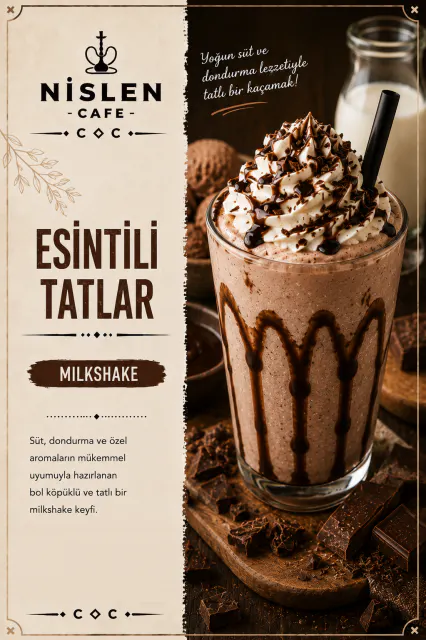 NİSLEN
- CAFE -
C C
ESİNTİLİ
TATLAR
MILKSHAKE
Süt, dondurma ve özel
aromaların mükemmel
uyumuyla hazırlanan
bol köpüklü ve tatlı bir
milkshake keyfi.
C C
Yoğun süt ve
dondurma lezzetiyle
tatlı bir kaçamak!